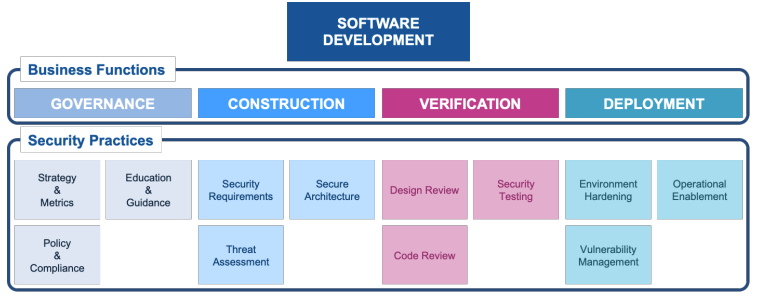 SOFTWARE
DEVELOPMENT
Business Functions
GOVERNANCE
CONSTRUCTION
VERIFICATION
DEPLOYMENT
Security Practices
Strategy
&
Metrics
Education
&
Guidance
Security
Requirements
Secure
Architecture
Design Review
Security
Testing
Environment
Hardening
Operational
Enablement
Policy
&
Compliance
Threat
Assessment
Code Review
Vulnerability
Management